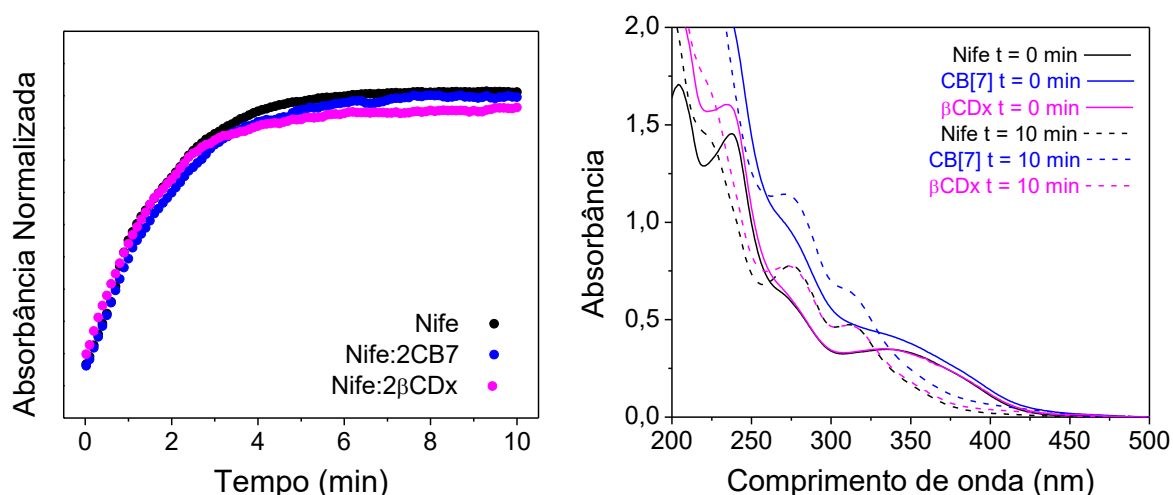 Absorbância Normalizada
Nife
Nife:2CB7
Nife:2βCDx
0 2 4 6 8 10
Tempo (min)
Absorbância
2,0
1,5
1,0
0,5
0,0
Nife t = 0 min
CB[7] t = 0 min
βCDx t = 0 min
Nife t = 10 min
CB[7] t = 10 min
βCDx t = 10 min
200 250 300 350 400 450 500
Comprimento de onda (nm)